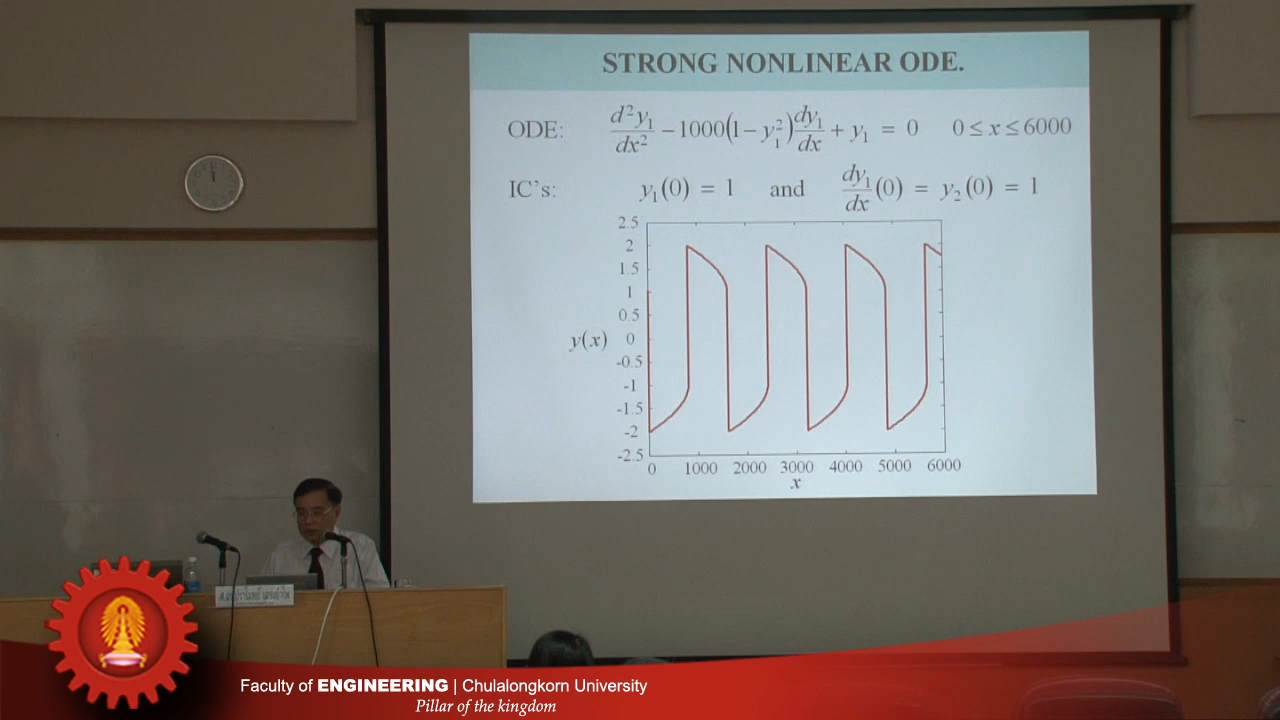 STRONG NONLINEAR ODE.
ODE: d²y₁/dx² − 1000(1 − y₁²)dy₁/dx + y₁ = 0 0 ≤ x ≤ 6000
IC's: y₁(0) = 1 and dy₁/dx(0) = y₂(0) = 1
2.5
2
1.5
1
0.5
y(x) 0
-0.5
-1
-1.5
-2
-2.5
0 1000 2000 3000 4000 5000 6000
x
Faculty of ENGINEERING | Chulalongkorn University
Pillar of the kingdom